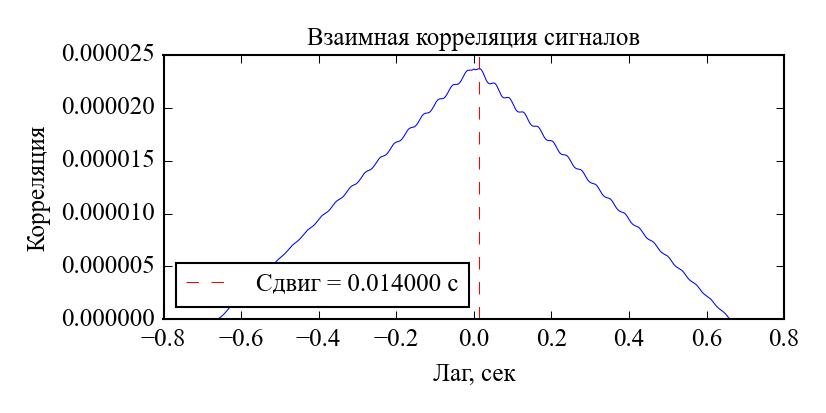 Взаимная корреляция сигналов
0.000025
0.000020
0.000015
0.000010
0.000005
0.000000
Корреляция
Сдвиг = 0.014000 с
−0.8 −0.6 −0.4 −0.2 0.0 0.2 0.4 0.6 0.8
Лаг, сек